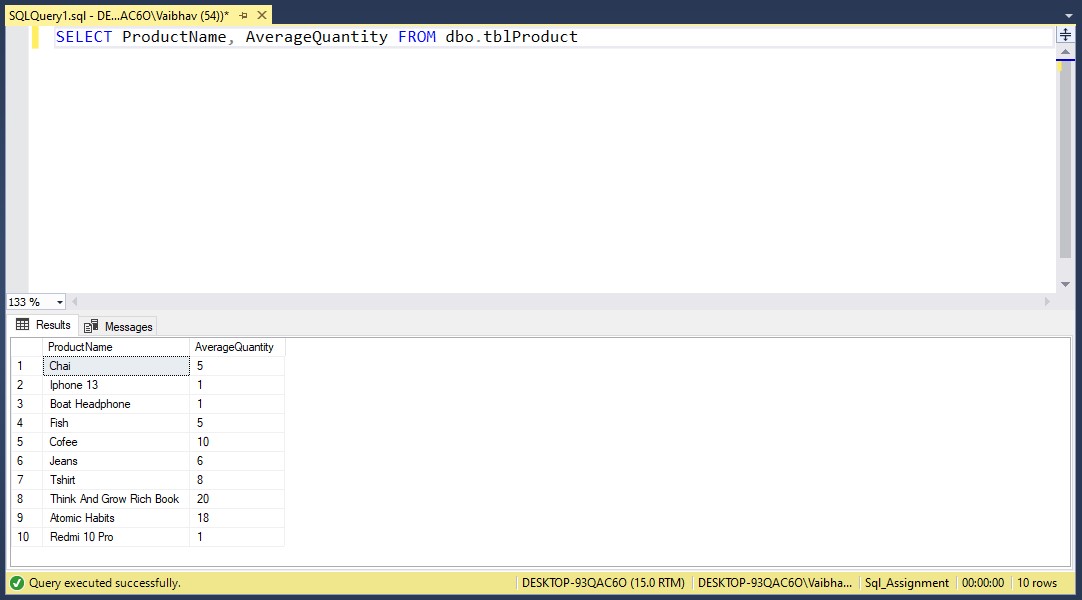 SQLQuery1.sql - DE...AC6O\Vaibhav (54))*
SELECT ProductName, AverageQuantity FROM dbo.tblProduct
133 %
Results Messages
ProductName AverageQuantity
1 Chai 5
2 Iphone 13 1
3 Boat Headphone 1
4 Fish 5
5 Cofee 10
6 Jeans 6
7 Tshirt 8
8 Think And Grow Rich Book 20
9 Atomic Habits 18
10 Redmi 10 Pro 1
Query executed successfully. DESKTOP-93QAC6O (15.0 RTM) DESKTOP-93QAC6O\Vaibha... Sql_Assignment 00:00:00 10 rows